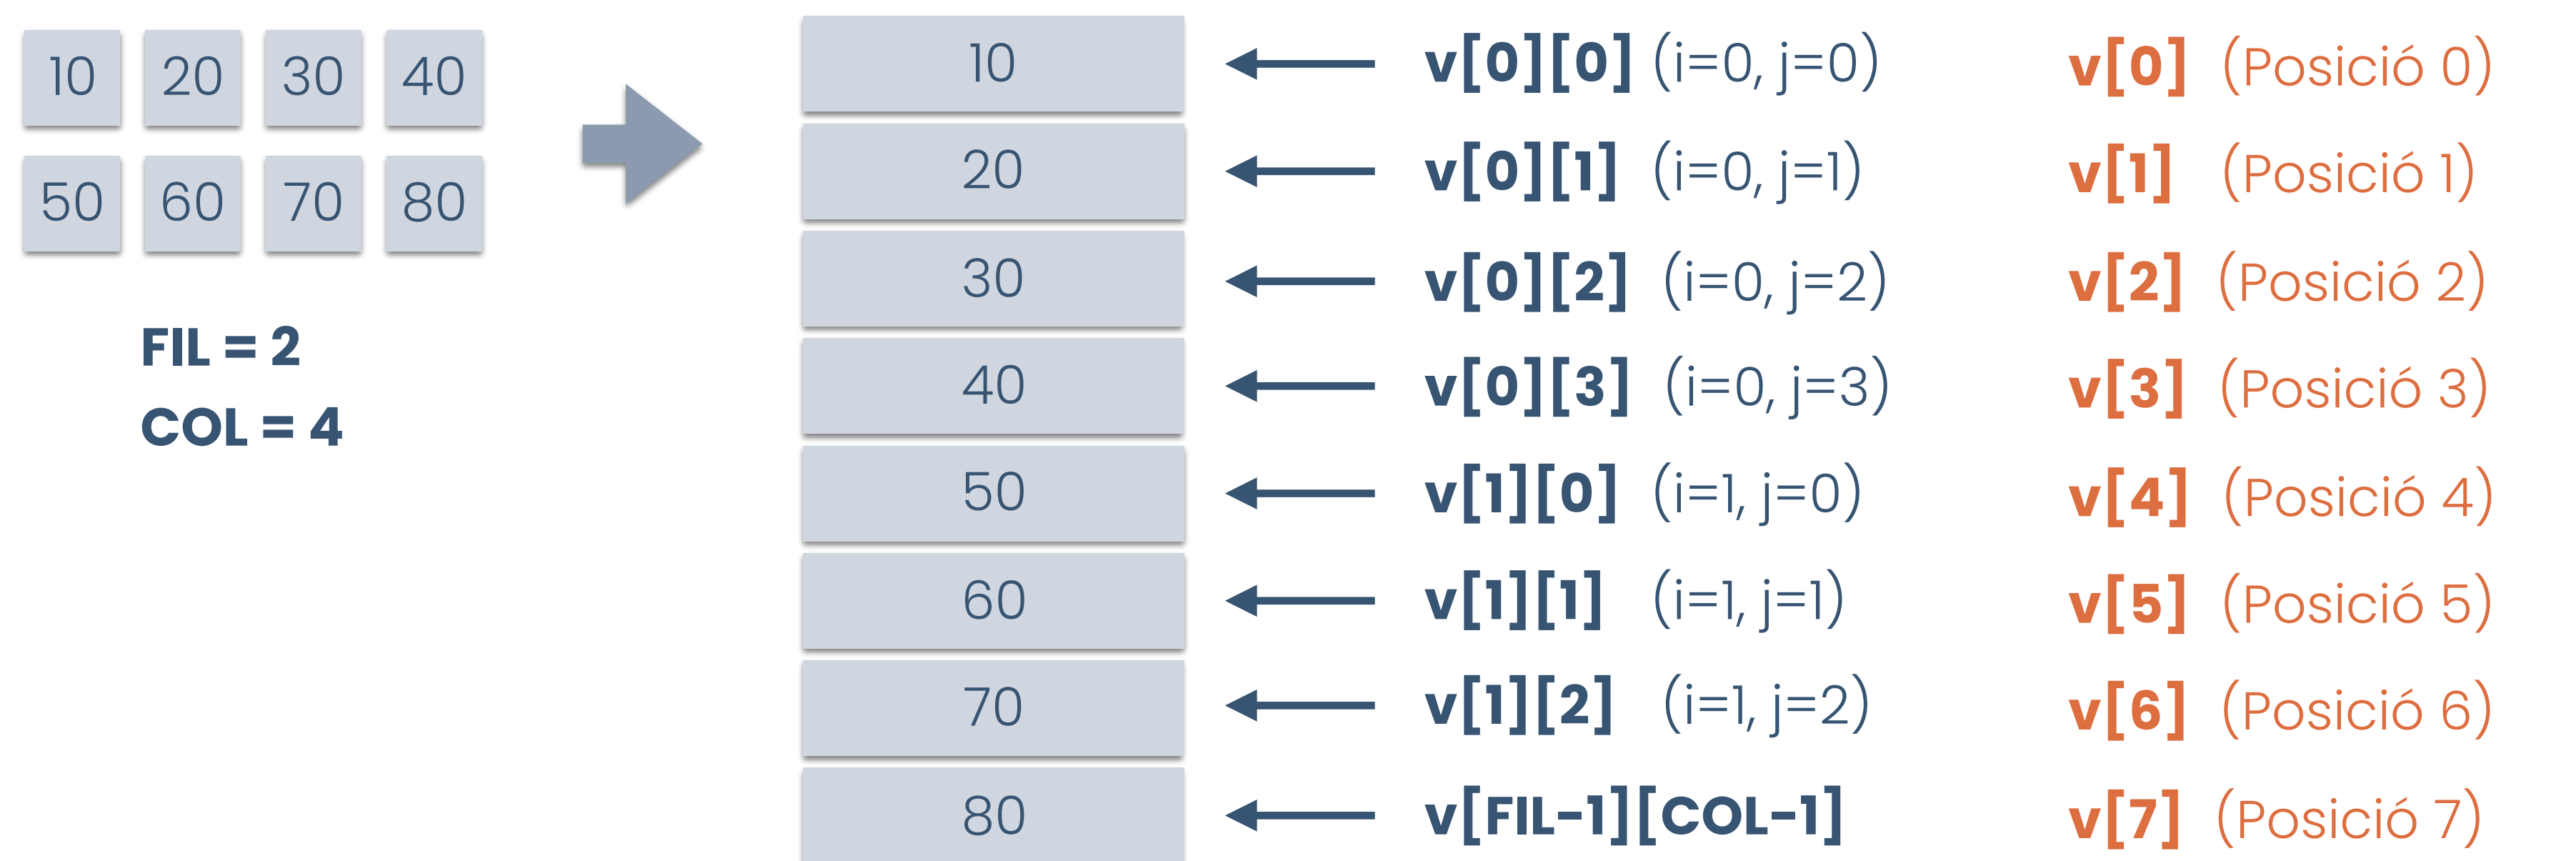 10 20 30 40
50 60 70 80
FIL = 2
COL = 4
10 v[0][0] (i=0, j=0) v[0] (Posició 0)
20 v[0][1] (i=0, j=1) v[1] (Posició 1)
30 v[0][2] (i=0, j=2) v[2] (Posició 2)
40 v[0][3] (i=0, j=3) v[3] (Posició 3)
50 v[1][0] (i=1, j=0) v[4] (Posició 4)
60 v[1][1] (i=1, j=1) v[5] (Posició 5)
70 v[1][2] (i=1, j=2) v[6] (Posició 6)
80 v[FIL-1][COL-1] v[7] (Posició 7)